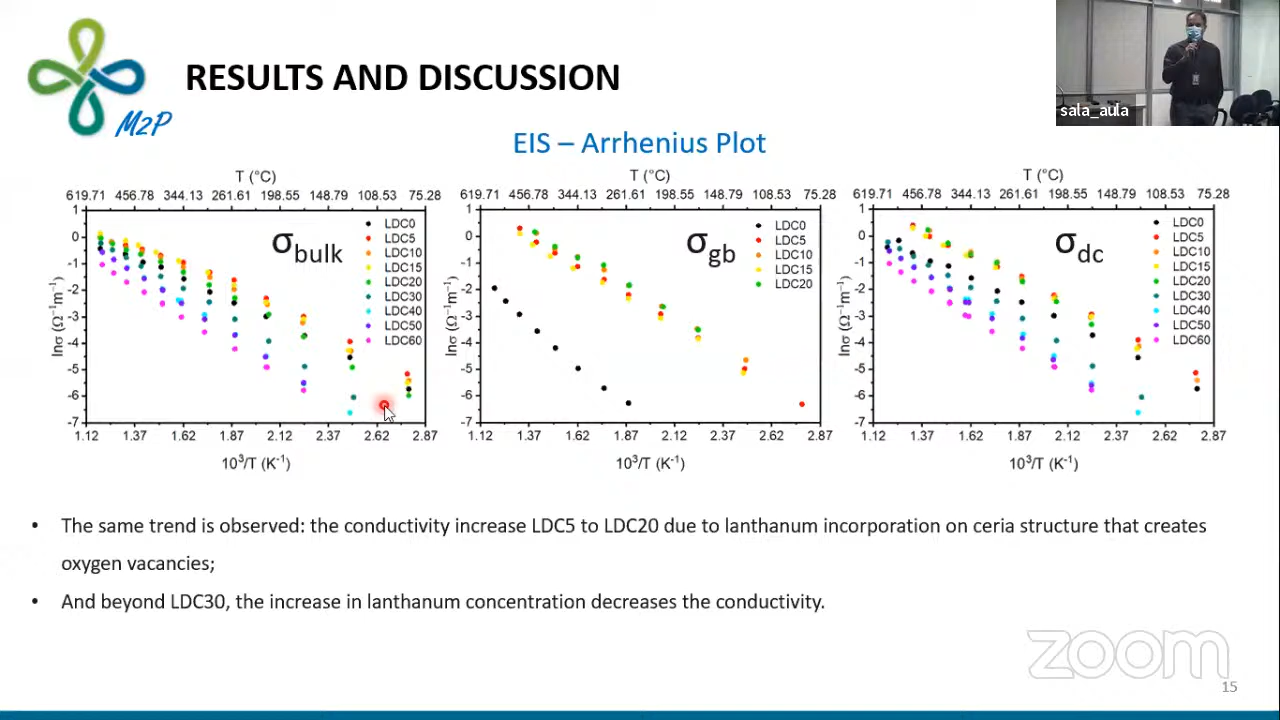 M2P
RESULTS AND DISCUSSION
sala_aula
EIS – Arrhenius Plot
T (°C)
619.71 456.78 344.13 261.61 198.55 148.79 108.53 75.28
1
0
-1
-2
-3
-4
-5
-6
-7
lnσ (Ω⁻¹m⁻¹)
σbulk
LDC0
LDC5
LDC10
LDC15
LDC20
LDC30
LDC40
LDC50
LDC60
1.12 1.37 1.62 1.87 2.12 2.37 2.62 2.87
10³/T (K⁻¹)
T (°C)
619.71 456.78 344.13 261.61 198.55 148.79 108.53 75.28
1
0
-1
-2
-3
-4
-5
-6
-7
lnσ (Ω⁻¹m⁻¹)
σgb
LDC0
LDC5
LDC10
LDC15
LDC20
1.12 1.37 1.62 1.87 2.12 2.37 2.62 2.87
10³/T (K⁻¹)
T (°C)
619.71 456.78 344.13 261.61 198.55 148.79 108.53 75.28
1
0
-1
-2
-3
-4
-5
-6
-7
lnσ (Ω⁻¹m⁻¹)
σdc
LDC0
LDC5
LDC10
LDC15
LDC20
LDC30
LDC40
LDC50
LDC60
1.12 1.37 1.62 1.87 2.12 2.37 2.62 2.87
10³/T (K⁻¹)
• The same trend is observed: the conductivity increase LDC5 to LDC20 due to lanthanum incorporation on ceria structure that creates
oxygen vacancies;
• And beyond LDC30, the increase in lanthanum concentration decreases the conductivity.
zoom
15